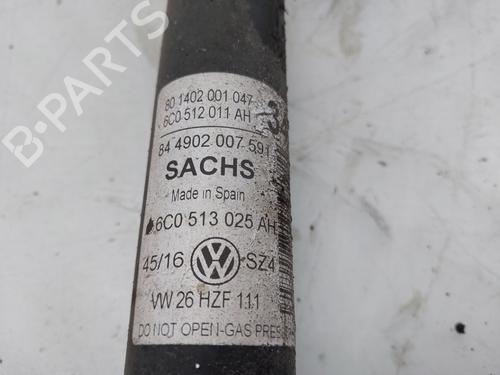 80 1402 001 047
6C0 512 011 AH
84 4902 007 591
SACHS
Made in Spain
6C0 513 025 AH
45/16 VW SZ4
VW 26 HZF 111
DO NOT OPEN-GAS PRES
B-PARTS